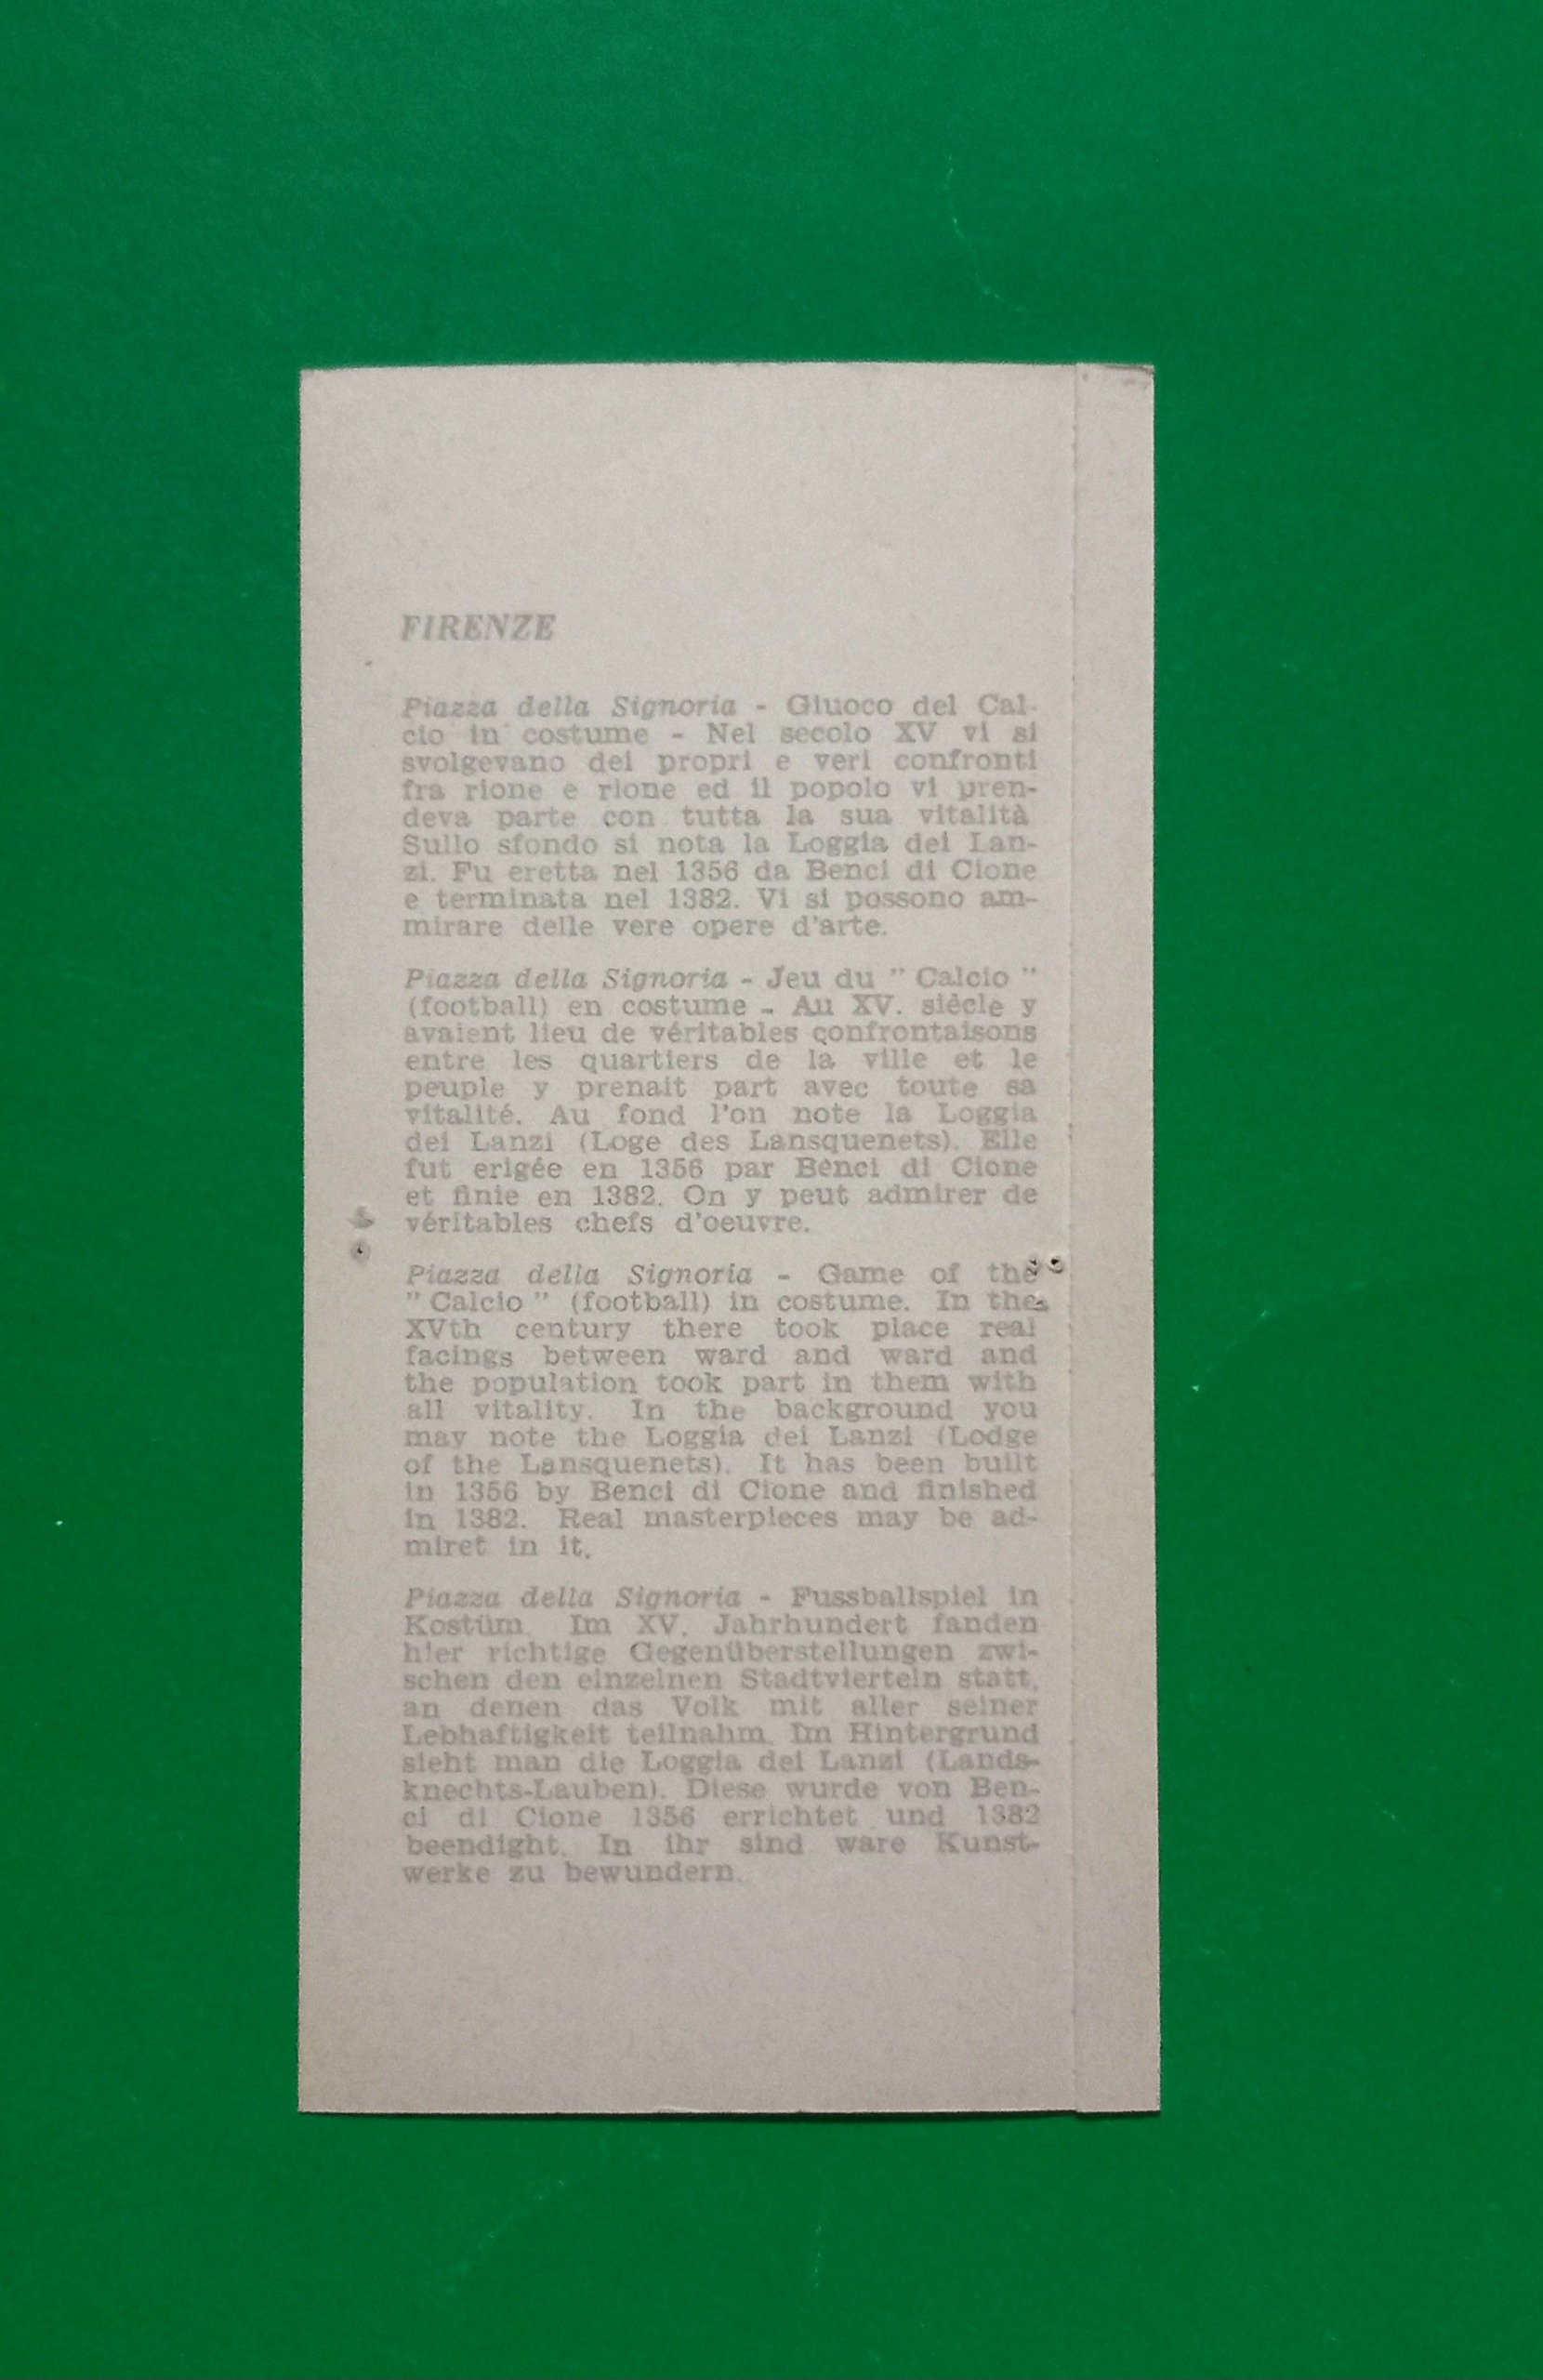 FIRENZE
Piazza della Signoria - Giuoco del Cal-
cio in costume - Nel secolo XV vi si
svolgevano dei propri e veri confronti
fra rione e rione ed il popolo vi pren-
deva parte con tutta la sua vitalità
Sullo sfondo si nota la Loggia dei Lan-
zi. Fu eretta nel 1356 da Benci di Cione
e terminata nel 1382. Vi si possono am-
mirare delle vere opere d'arte.
Piazza della Signoria - Jeu du " Calcio "
(football) en costume - Au XV. siècle y
avaient lieu de véritables confrontaisons
entre les quartiers de la ville et le
peuple y prenait part avec toute sa
vitalité. Au fond l'on note la Loggia
dei Lanzi (Loge des Lansquenets). Elle
fut erigée en 1356 par Benci di Cione
et finie en 1382. On y peut admirer de
véritables chefs d'oeuvre.
Piazza della Signoria - Game of the
" Calcio " (football) in costume. In the
XVth century there took place real
facings between ward and ward and
the population took part in them with
all vitality. In the background you
may note the Loggia dei Lanzi (Lodge
of the Lansquenets). It has been built
in 1356 by Benci di Cione and finished
in 1382. Real masterpieces may be ad-
miret in it.
Piazza della Signoria - Fussballspiel in
Kostüm. Im XV. Jahrhundert fanden
hier richtige Gegenüberstellungen zwi-
schen den einzelnen Stadtvierteln statt,
an denen das Volk mit aller seiner
Lebhaftigkeit teilnahm. Im Hintergrund
sieht man die Loggia dei Lanzi (Lands-
knechts-Lauben). Diese wurde von Ben-
ci di Cione 1356 errichtet und 1382
beendight. In ihr sind ware Kunst-
werke zu bewundern.